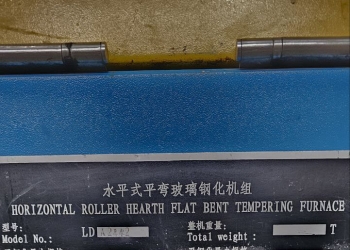 水平式平弯玻璃钢化机组
HORIZONTAL ROLLER HEARTH FLAT BENT TEMPERING FURNACE
型号: 整机重量:
Model No.: LD Total weight : T